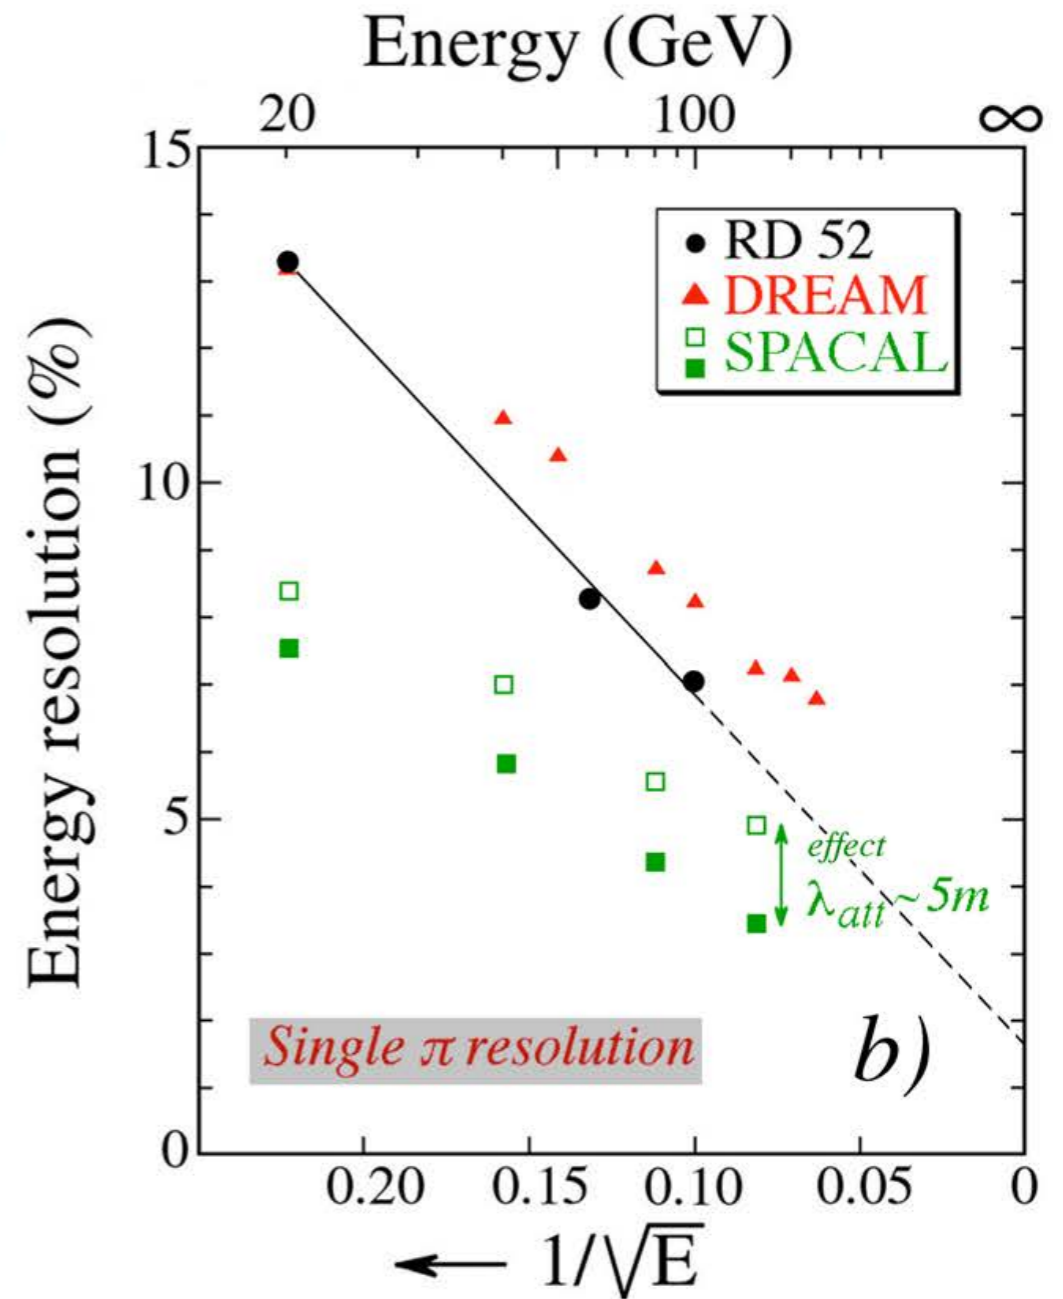 Energy (GeV)
20 100 ∞
15
10
5
0
Energy resolution (%)
RD 52
DREAM
SPACAL
effect
λatt ~ 5m
Single π resolution
b)
0.20 0.15 0.10 0.05 0
← 1/√E